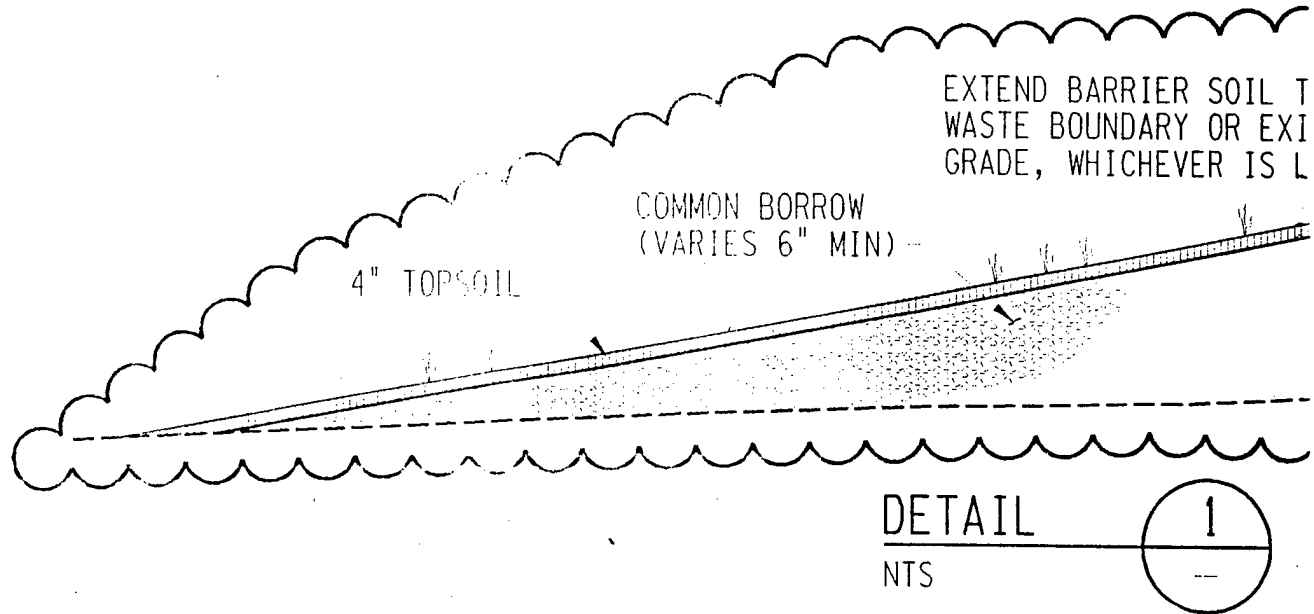 EXTEND BARRIER SOIL T
WASTE BOUNDARY OR EXI
GRADE, WHICHEVER IS L
COMMON BORROW
(VARIES 6" MIN)
4" TOPSOIL
DETAIL 1
NTS --